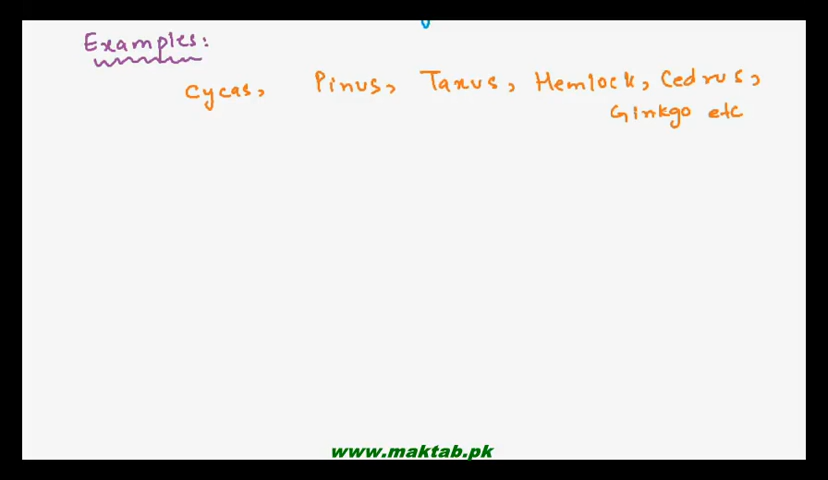 Examples:
Cycas, Pinus, Taxus, Hemlock, Cedrus,
Ginkgo etc
www.maktab.pk